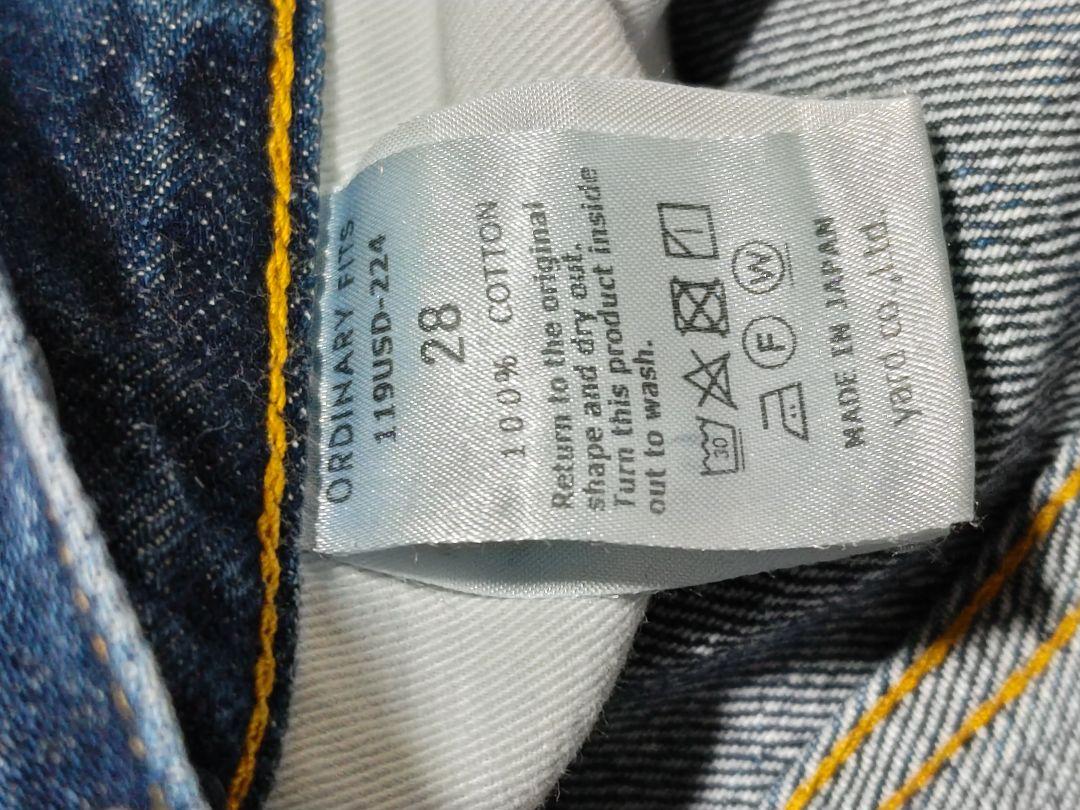 ORDINARY FITS
119USD-224
28
100% COTTON
Return to the original
shape and dry out.
Turn this product inside
out to wash.
30
F W
MADE IN JAPAN
yard co.,ltd.